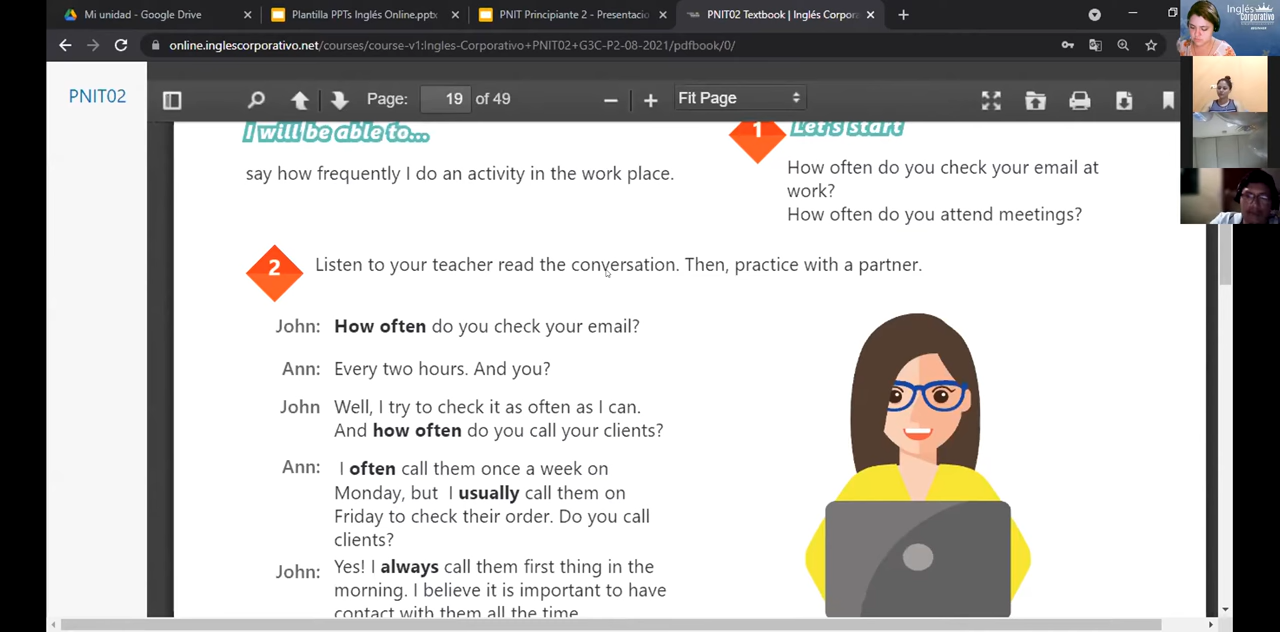 Mi unidad - Google Drive
Plantilla PPTs Inglés Online.pptx
PNIT Principiante 2 - Presentacio
PNIT02 Textbook | Inglés Corpor
online.inglescorporativo.net/courses/course-v1:Ingles-Corporativo+PNIT02+G3C-P2-08-2021/pdfbook/0/
Inglés
Corporativo
PNIT02
Page: 19 of 49
Fit Page
I will be able to...
say how frequently I do an activity in the work place.
1 Let's start
How often do you check your email at
work?
How often do you attend meetings?
2 Listen to your teacher read the conversation. Then, practice with a partner.
John: How often do you check your email?
Ann: Every two hours. And you?
John Well, I try to check it as often as I can.
And how often do you call your clients?
Ann: I often call them once a week on
Monday, but I usually call them on
Friday to check their order. Do you call
clients?
John: Yes! I always call them first thing in the
morning. I believe it is important to have
contact with them all the time.